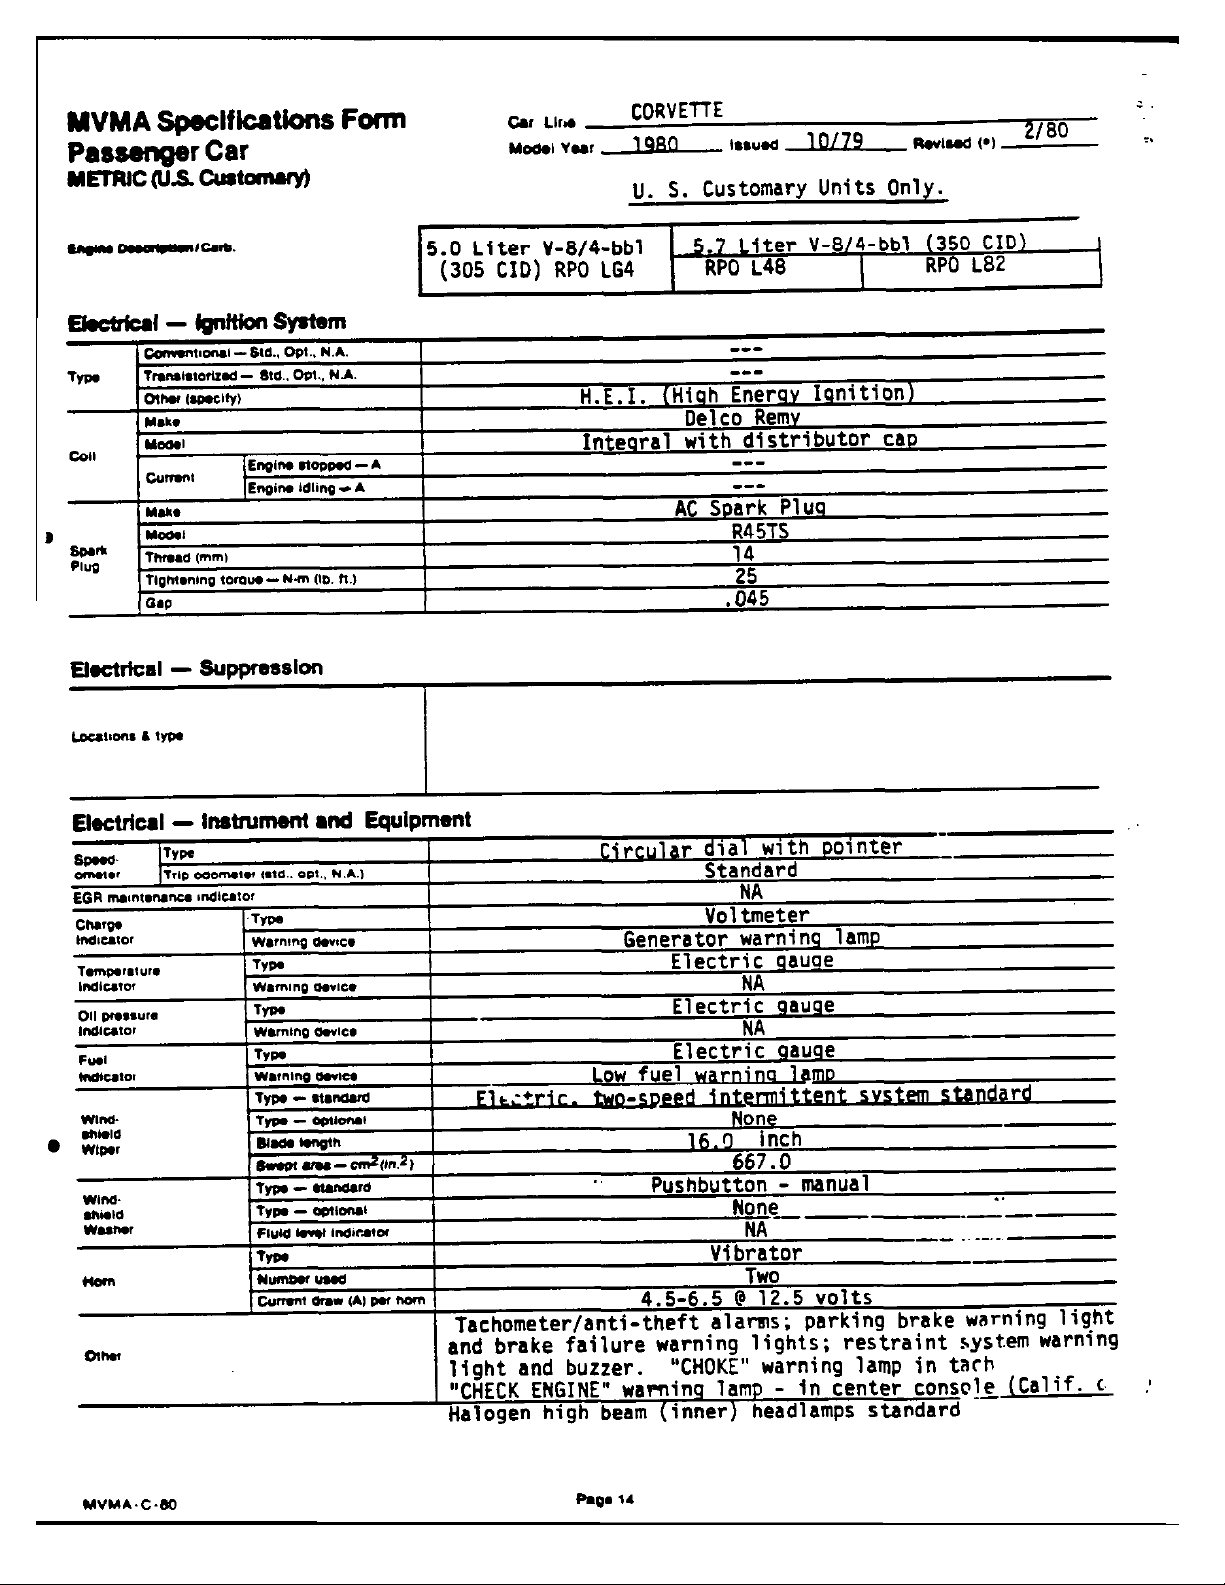 MVMA Specifications Form
Passenger Car
METRIC (U.S. Customary)
Car Line CORVETTE
Model Year 1980 Issued 10/79 Revised (•) 2/80
U. S. Customary Units Only.
Engine Description/Carb.
5.0 Liter V-8/4-bbl
(305 CID) RPO LG4
5.7 Liter V-8/4-bbl (350 CID)
RPO L48
RPO L82
Electrical — Ignition System
Type
Conventional — Std., Opt., N.A. ---
Transistorized — Std., Opt., N.A. ---
Other (specify) H.E.I. (High Energy Ignition)
Coil
Make Delco Remy
Model Integral with distributor cap
Current
Engine stopped — A ---
Engine idling — A ---
Spark
Plug
Make AC Spark Plug
Model R45TS
Thread (mm) 14
Tightening torque — N·m (lb. ft.) 25
Gap .045
Electrical — Suppression
Locations & type
Electrical — Instrument and Equipment
Speed-
ometer
Type Circular dial with pointer
Trip odometer (std., opt., N.A.) Standard
EGR maintenance indicator NA
Charge
Indicator
Type Voltmeter
Warning device Generator warning lamp
Temperature
Indicator
Type Electric gauge
Warning device NA
Oil pressure
Indicator
Type Electric gauge
Warning device NA
Fuel
Indicator
Type Electric gauge
Warning device Low fuel warning lamp
Wind-
shield
Wiper
Type — standard Electric, two-speed intermittent system standard
Type — optional None
Blade length 16.0 inch
Swept area — cm2 (in.2) 667.0
Wind-
shield
Washer
Type — standard Pushbutton - manual
Type — optional None
Fluid level indicator NA
Horn
Type Vibrator
Number used Two
Current draw (A) per horn 4.5-6.5 @ 12.5 volts
Other
Tachometer/anti-theft alarms; parking brake warning light
and brake failure warning lights; restraint system warning
light and buzzer. "CHOKE" warning lamp in tach
"CHECK ENGINE" warning lamp - in center console (Calif.
Halogen high beam (inner) headlamps standard
MVMA-C-80
Page 14